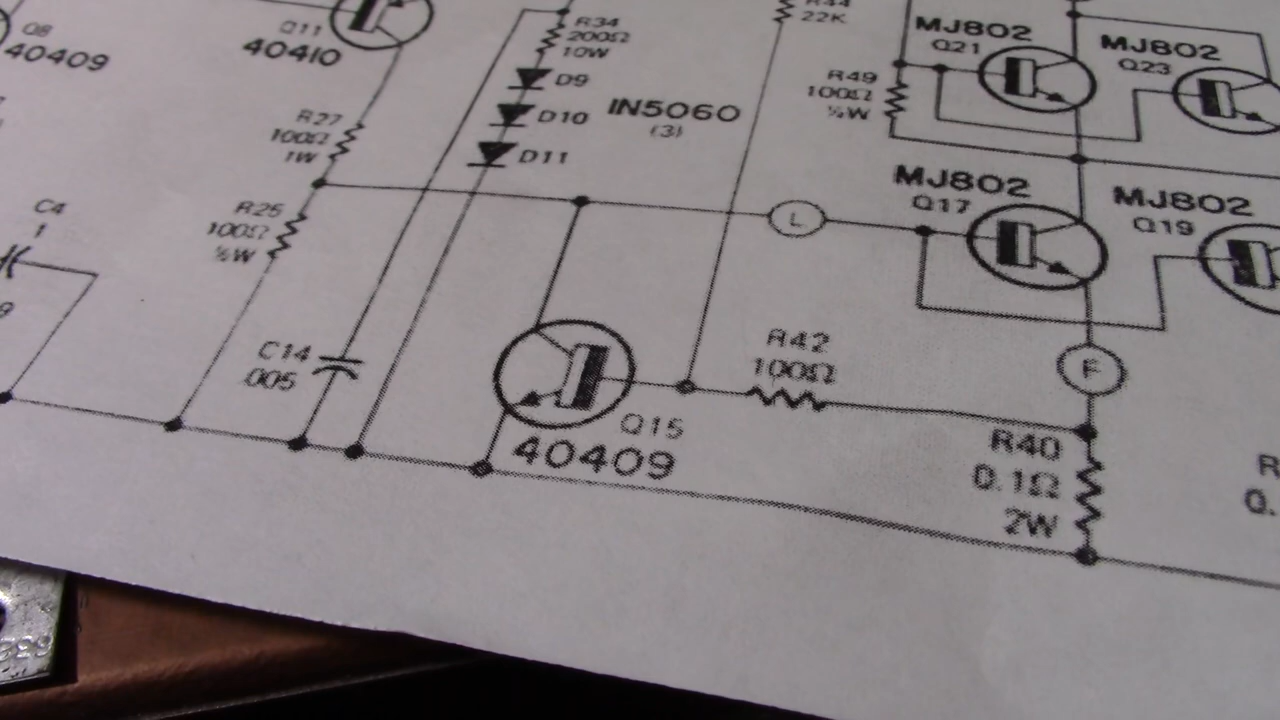 Q8
40409
Q11
40410
R34
200Ω
10W
D9
D10
D11
IN5060
(3)
R44
22K
MJ802
Q21
MJ802
Q23
R49
100Ω
½W
R27
100Ω
1W
R25
100Ω
½W
C4
1
9
L
MJ802
Q17
MJ802
Q19
C14
.005
Q15
40409
R42
100Ω
F
R40
0.1Ω
2W
R
0.